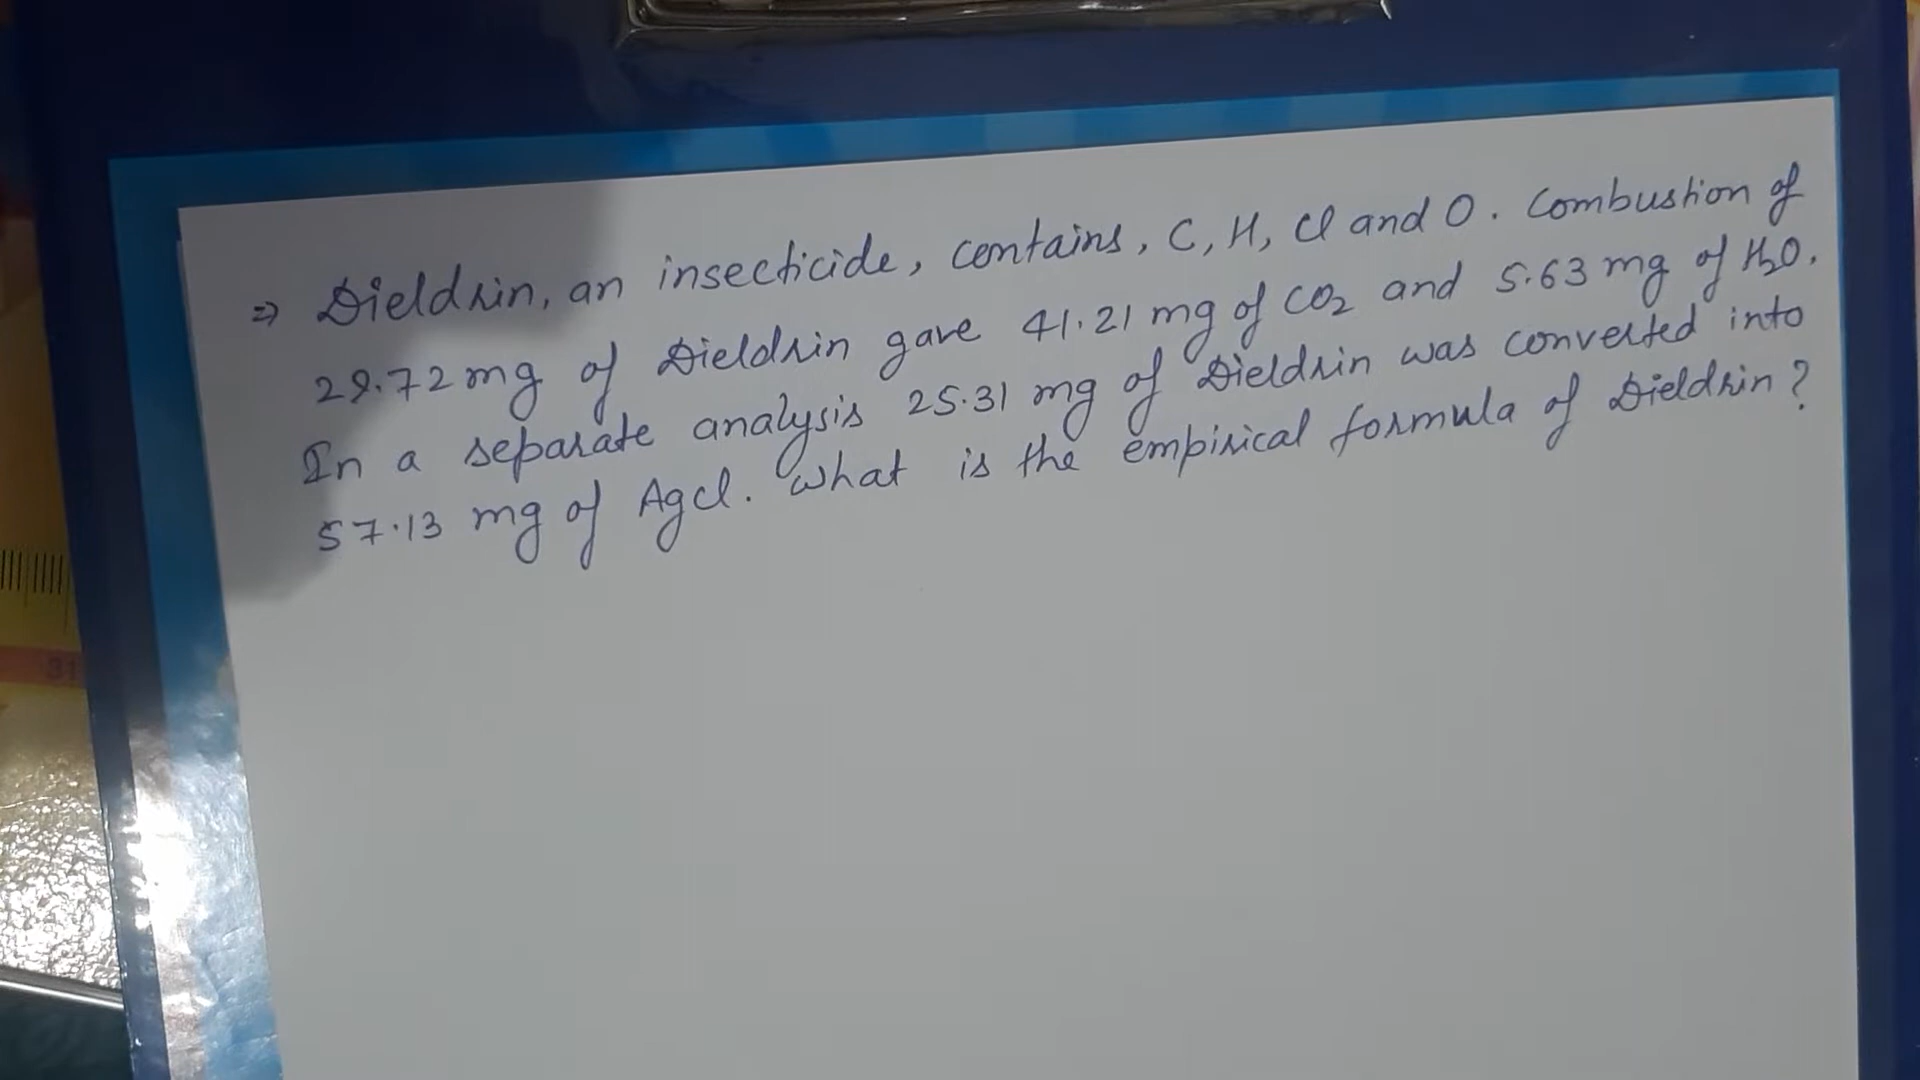 ⇒ Dieldrin, an insecticide, contains, C, H, Cl and O. Combustion of
29.72 mg of Dieldrin gave 41.21 mg of CO₂ and 5.63 mg of H₂O.
In a separate analysis 25.31 mg of Dieldrin was converted into
57.13 mg of AgCl. What is the empirical formula of Dieldrin?
31